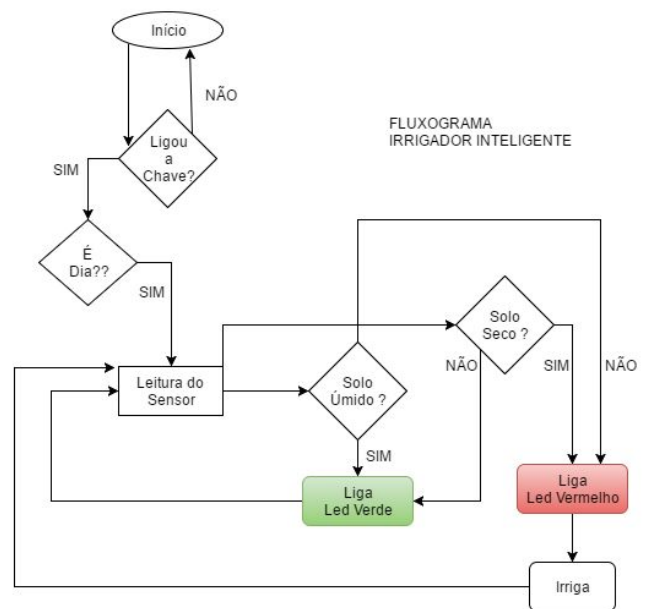 Início
NÃO
FLUXOGRAMA
IRRIGADOR INTELIGENTE
Ligou
a
Chave?
SIM
É
Dia??
SIM
Solo
Seco ?
Leitura do
Sensor
Solo
Úmido ?
NÃO
SIM
NÃO
SIM
Liga
Led Verde
Liga
Led Vermelho
Irriga